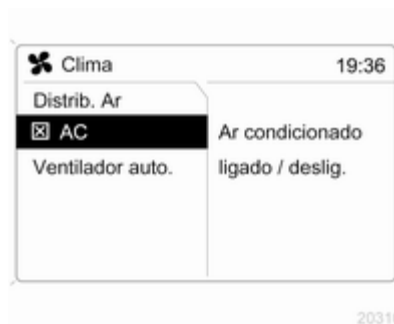 Clima
19:36
Distrib. Ar
AC
Ar condicionado
Ventilador auto.
ligado / deslig.